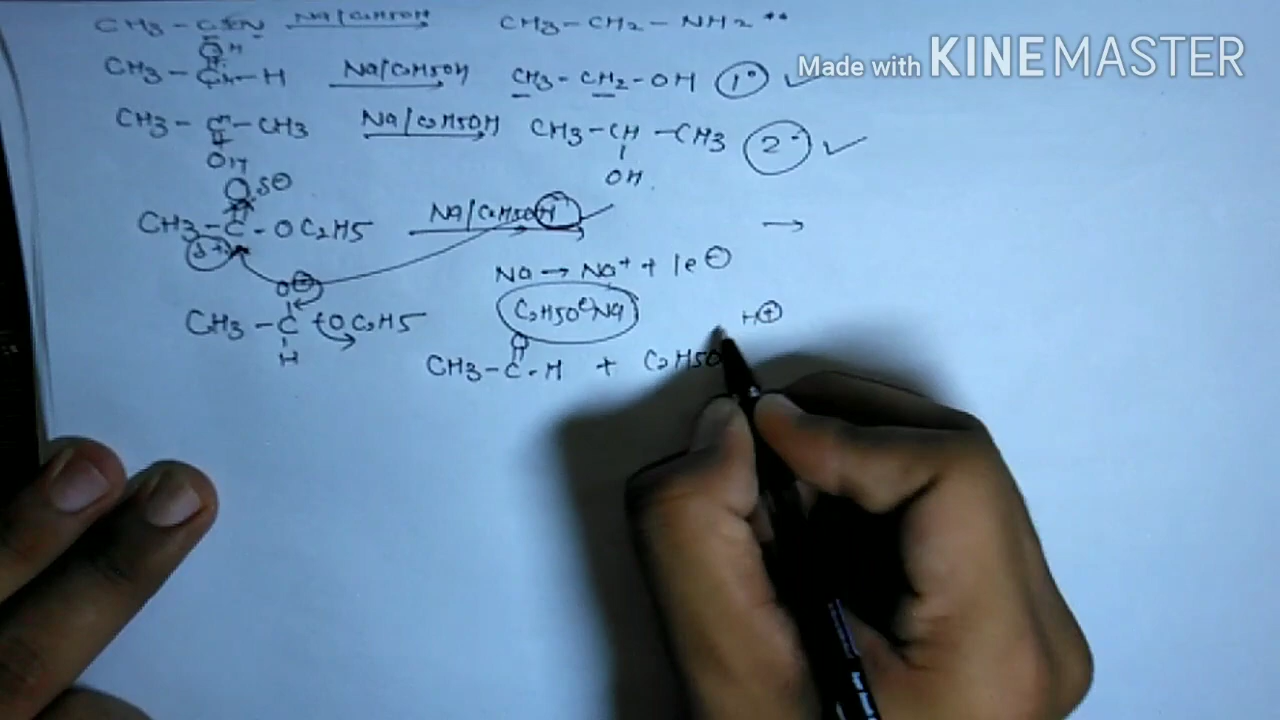 CH3 - C≡N Na/C2H5OH CH3 - CH2 - NH2
Made with KINEMASTER
OH
CH3 - CH - H Na/C2H5OH CH3 - CH2 - OH 1°
CH3 - C - CH3 Na/C2H5OH CH3 - CH - CH3 2°
OH OH
O δ⊖
CH3 - C - OC2H5 Na/C2H5OH →
δ+
Na → Na+ + 1e⊖
O⊖ C2H5O⊖Na H⊕
CH3 - C - OC2H5
H O
CH3 - C - H + C2H5O